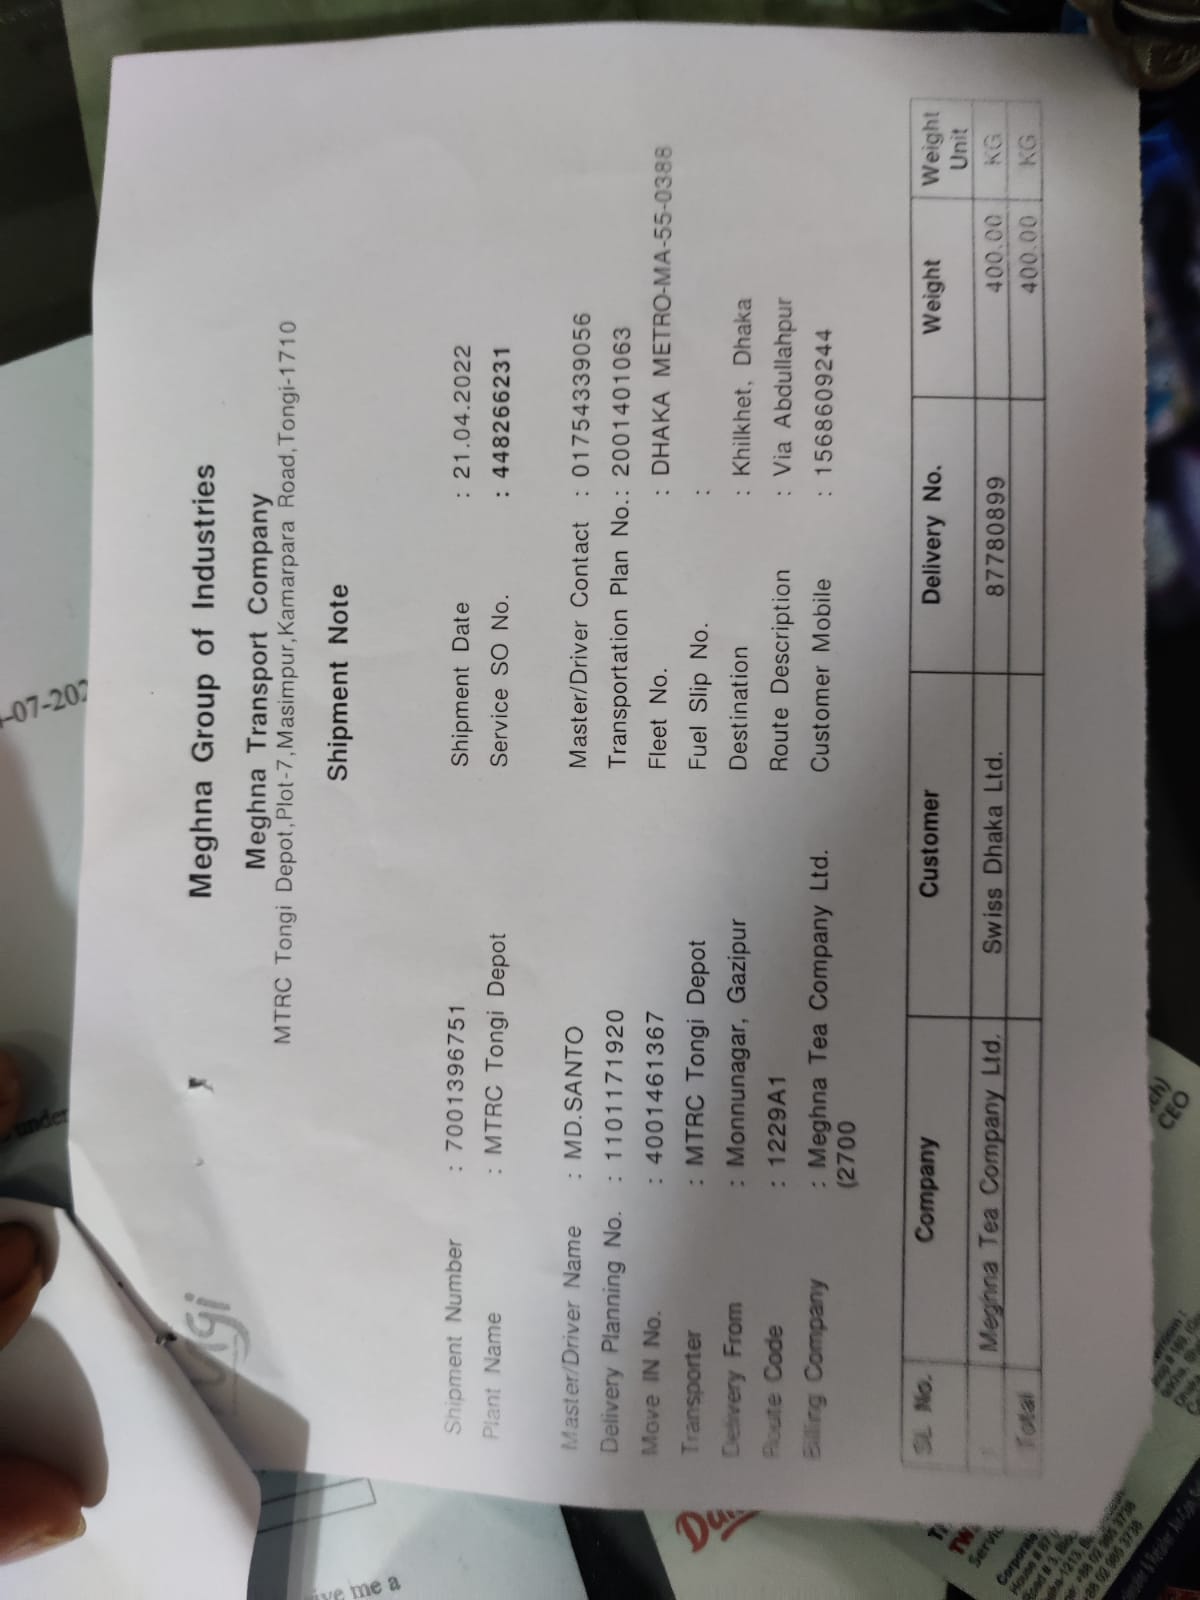 Meghna Group of Industries
Meghna Transport Company
MTRC Tongi Depot,Plot-7,Masimpur,Kamarpara Road,Tongi-1710
Shipment Note
Shipment Number : 7001396751 Shipment Date : 21.04.2022
Plant Name : MTRC Tongi Depot Service SO No. : 448266231
Master/Driver Name : MD.SANTO Master/Driver Contact : 01754339056
Delivery Planning No. : 1101171920 Transportation Plan No.: 2001401063
Move IN No. : 4001461367 Fleet No. : DHAKA METRO-MA-55-0388
Transporter : MTRC Tongi Depot Fuel Slip No. :
Delivery From : Monnunagar, Gazipur Destination : Khilkhet, Dhaka
Route Code : 1229A1 Route Description : Via Abdullahpur
Billing Company : Meghna Tea Company Ltd. Customer Mobile : 1568609244
(2700
SL No. Company Customer Delivery No. Weight Weight Unit
1 Meghna Tea Company Ltd. Swiss Dhaka Ltd. 87780899 400.00 KG
Total 400.00 KG
-07-202
under
ive me a
CEO